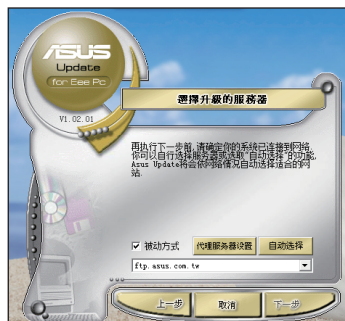 ASUS
Update
for Eee Pc
V1.02.01
選擇升級的服務器
再执行下一步前,请确定你的系统已连接到网络
你可以自行选择服务器或选取"自动选择"的功能,
Asus Update将会依网络情况自动选择适合的网
站.
被动方式
代理服务器设置
自动选择
ftp.asus.com.tw
上一步
取消
下一步